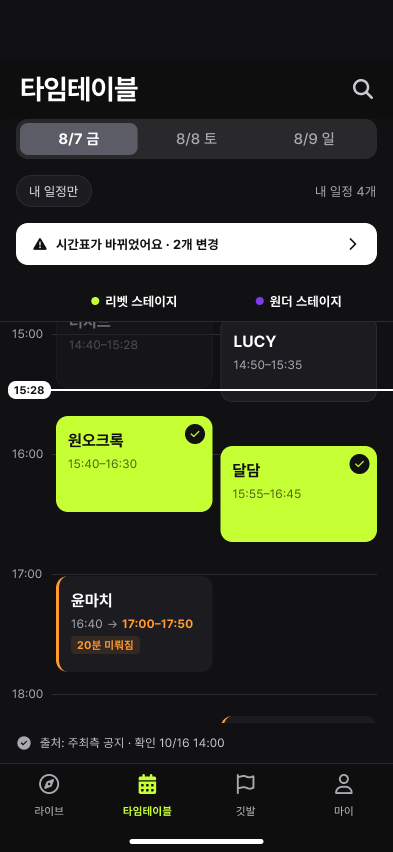 타임테이블
8/7 금
8/8 토
8/9 일
내 일정만
내 일정 4개
시간표가 바뀌었어요 · 2개 변경
리벳 스테이지
원더 스테이지
15:00
14:40–15:28
LUCY
14:50–15:35
15:28
원오크록
15:40–16:30
16:00
달담
15:55–16:45
17:00
윤마치
16:40 → 17:00–17:50
20분 미뤄짐
18:00
출처: 주최측 공지 · 확인 10/16 14:00
라이브
타임테이블
깃발
마이